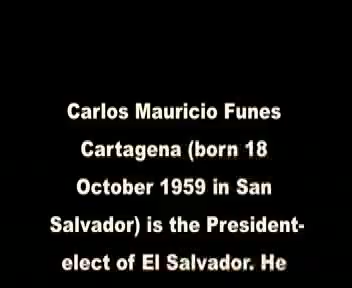 Carlos Mauricio Funes
Cartagena (born 18
October 1959 in San
Salvador) is the President-
elect of El Salvador. He